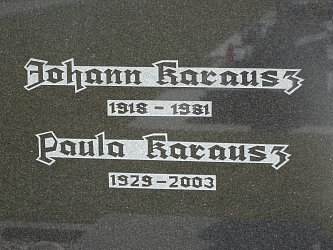 Johann Karausz
1918 - 1981
Paula Karausz
1929-2003